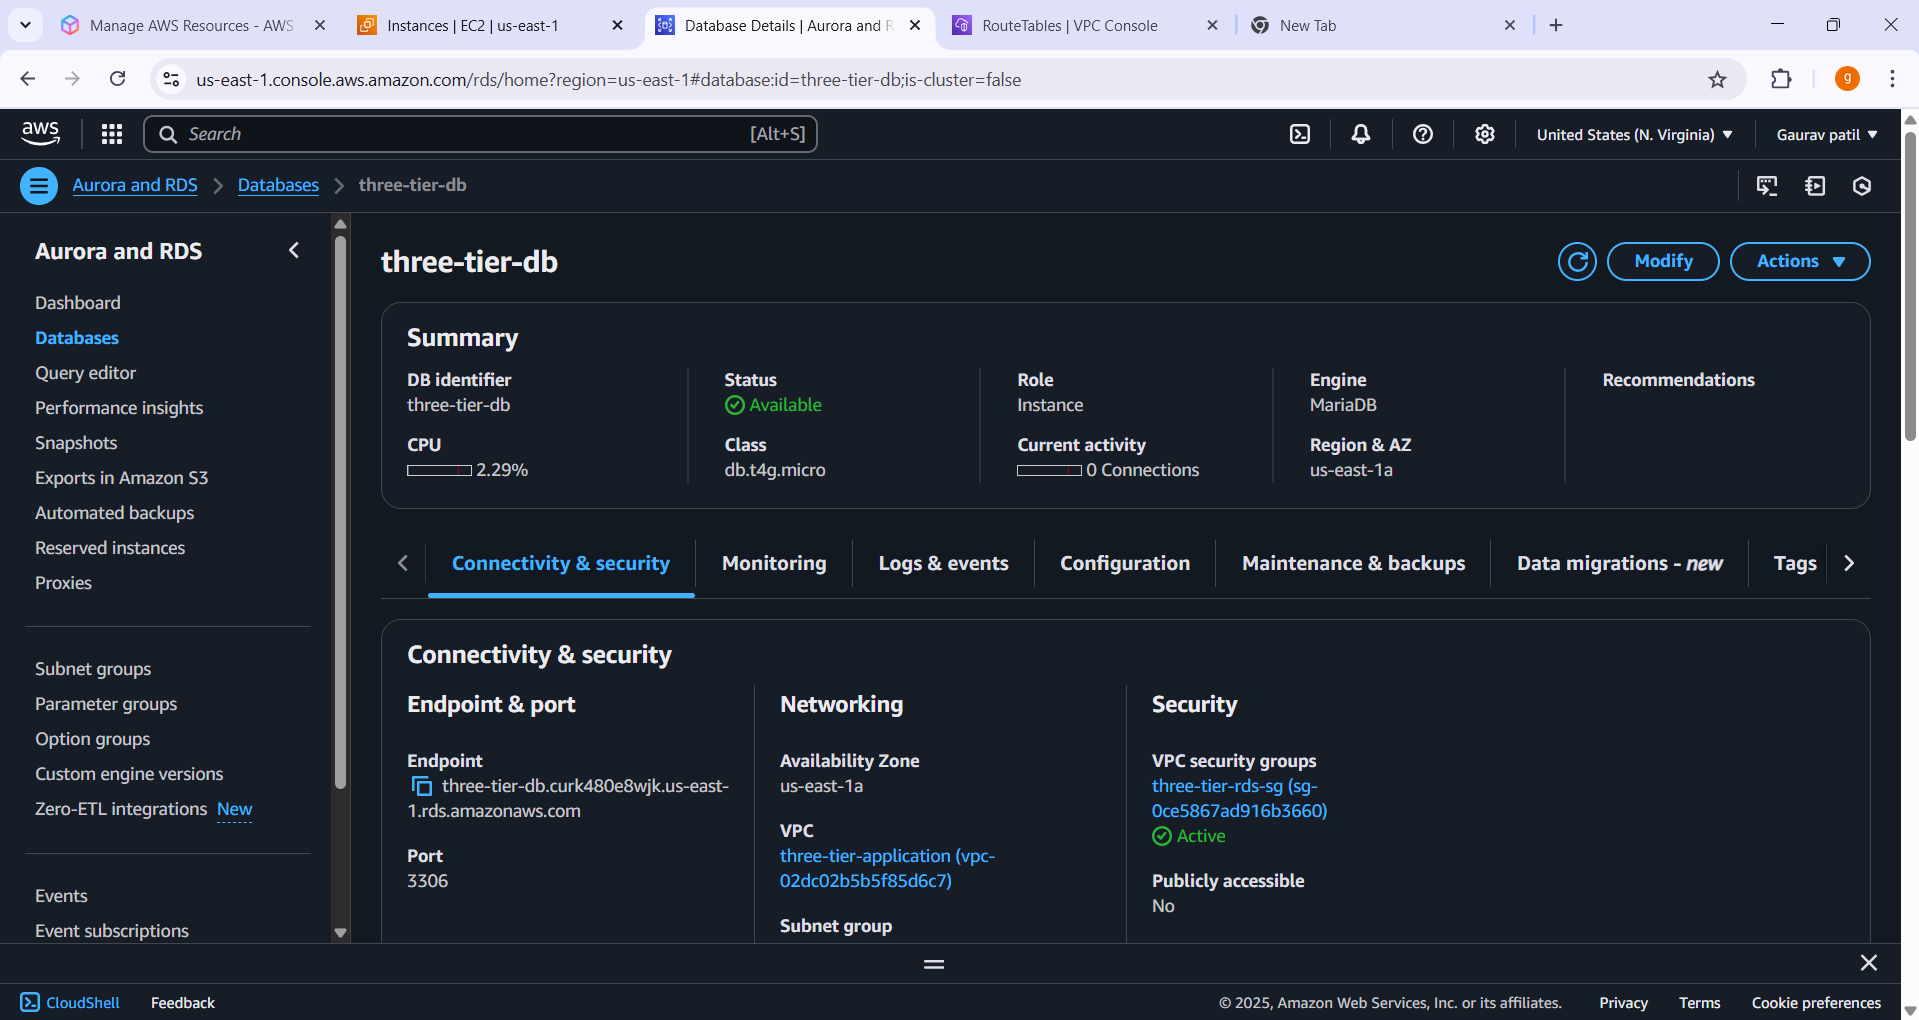 Manage AWS Resources - AWS
Instances | EC2 | us-east-1
Database Details | Aurora and R
RouteTables | VPC Console
New Tab
us-east-1.console.aws.amazon.com/rds/home?region=us-east-1#database:id=three-tier-db;is-cluster=false
g
aws
Search
[Alt+S]
United States (N. Virginia)
Gaurav patil
Aurora and RDS
Databases
three-tier-db
Aurora and RDS
Dashboard
Databases
Query editor
Performance insights
Snapshots
Exports in Amazon S3
Automated backups
Reserved instances
Proxies
Subnet groups
Parameter groups
Option groups
Custom engine versions
Zero-ETL integrations New
Events
Event subscriptions
three-tier-db
Modify
Actions
Summary
DB identifier
three-tier-db
CPU
2.29%
Status
Available
Class
db.t4g.micro
Role
Instance
Current activity
0 Connections
Engine
MariaDB
Region & AZ
us-east-1a
Recommendations
Connectivity & security
Monitoring
Logs & events
Configuration
Maintenance & backups
Data migrations - new
Tags
Connectivity & security
Endpoint & port
Endpoint
three-tier-db.curk480e8wjk.us-east-
1.rds.amazonaws.com
Port
3306
Networking
Availability Zone
us-east-1a
VPC
three-tier-application (vpc-
02dc02b5b5f85d6c7)
Subnet group
Security
VPC security groups
three-tier-rds-sg (sg-
0ce5867ad916b3660)
Active
Publicly accessible
No
CloudShell
Feedback
© 2025, Amazon Web Services, Inc. or its affiliates.
Privacy
Terms
Cookie preferences